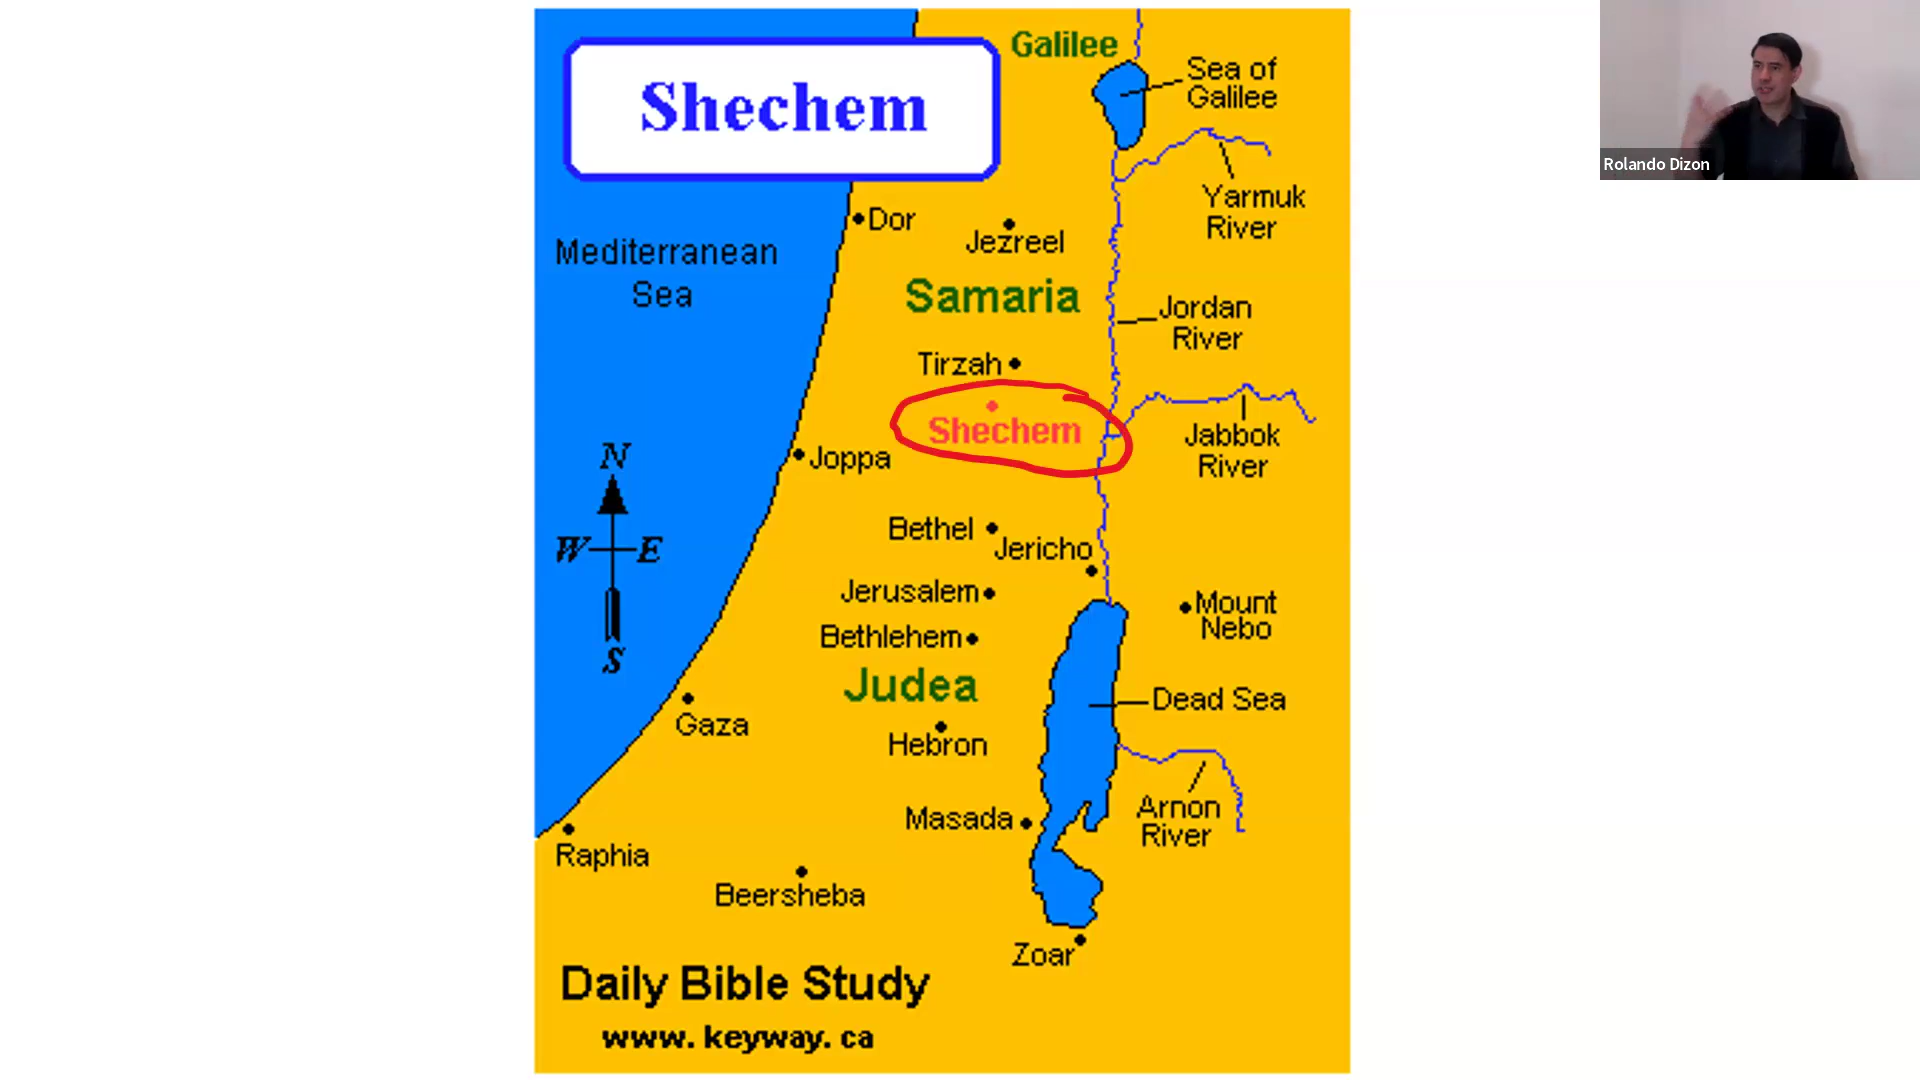 Shechem
Galilee
Sea of
Galilee
Rolando Dizon
Yarmuk
River
Dor
Jezreel
Mediterranean
Sea
Samaria
Jordan
River
Tirzah
Shechem
Jabbok
River
Joppa
N
W E
S
Bethel
Jericho
Jerusalem
Mount
Nebo
Bethlehem
Judea
Dead Sea
Gaza
Hebron
Arnon
River
Masada
Raphia
Beersheba
Zoar
Daily Bible Study
www.keyway.ca